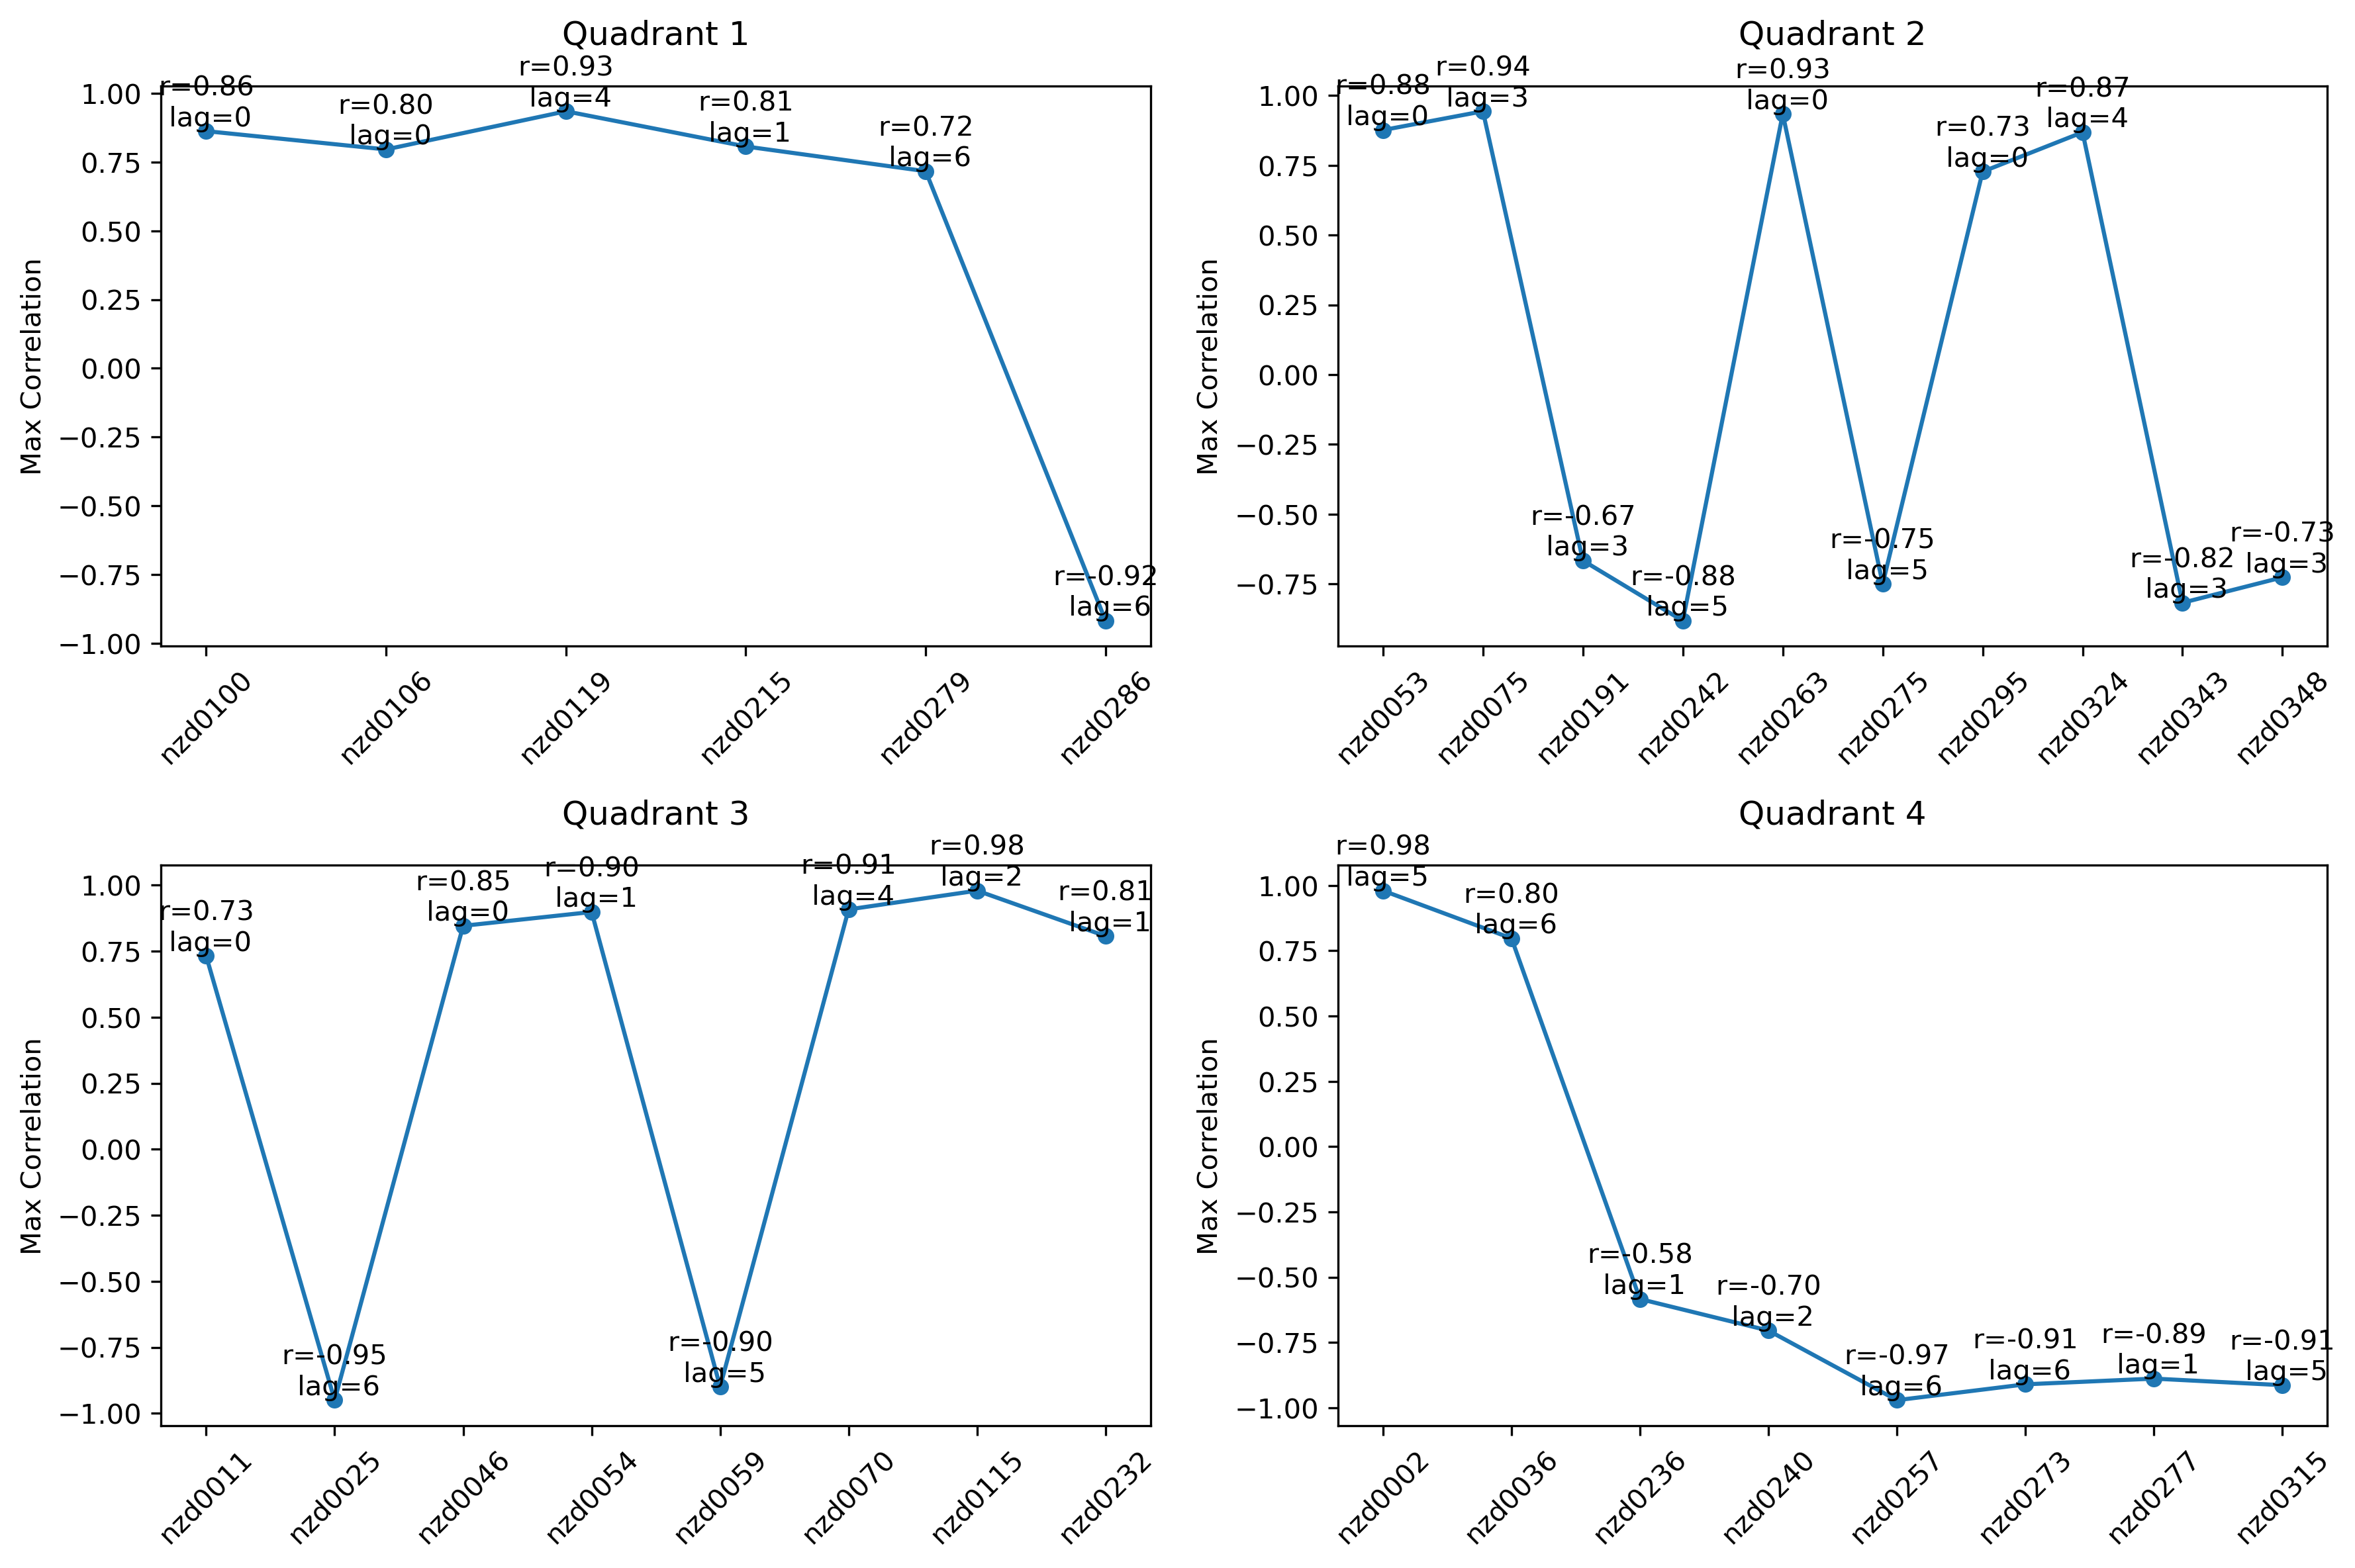 Quadrant 1
r=0.86
lag=0
r=0.80
lag=0
r=0.93
lag=4
r=0.81
lag=1
r=0.72
lag=6
r=-0.92
lag=6
Max Correlation
1.00
0.75
0.50
0.25
0.00
−0.25
−0.50
−0.75
−1.00
nzd0100
nzd0106
nzd0119
nzd0215
nzd0279
nzd0286
Quadrant 2
r=0.88
lag=0
r=0.94
lag=3
r=-0.67
lag=3
r=-0.88
lag=5
r=0.93
lag=0
r=-0.75
lag=5
r=0.73
lag=0
r=0.87
lag=4
r=-0.82
lag=3
r=-0.73
lag=3
Max Correlation
1.00
0.75
0.50
0.25
0.00
−0.25
−0.50
−0.75
nzd0053
nzd0075
nzd0191
nzd0242
nzd0263
nzd0275
nzd0295
nzd0324
nzd0343
nzd0348
Quadrant 3
r=0.73
lag=0
r=-0.95
lag=6
r=0.85
lag=0
r=0.90
lag=1
r=-0.90
lag=5
r=0.91
lag=4
r=0.98
lag=2
r=0.81
lag=1
Max Correlation
1.00
0.75
0.50
0.25
0.00
−0.25
−0.50
−0.75
−1.00
nzd0011
nzd0025
nzd0046
nzd0054
nzd0059
nzd0070
nzd0115
nzd0232
Quadrant 4
r=0.98
lag=5
r=0.80
lag=6
r=-0.58
lag=1
r=-0.70
lag=2
r=-0.97
lag=6
r=-0.91
lag=6
r=-0.89
lag=1
r=-0.91
lag=5
Max Correlation
1.00
0.75
0.50
0.25
0.00
−0.25
−0.50
−0.75
−1.00
nzd0002
nzd0036
nzd0236
nzd0240
nzd0257
nzd0273
nzd0277
nzd0315